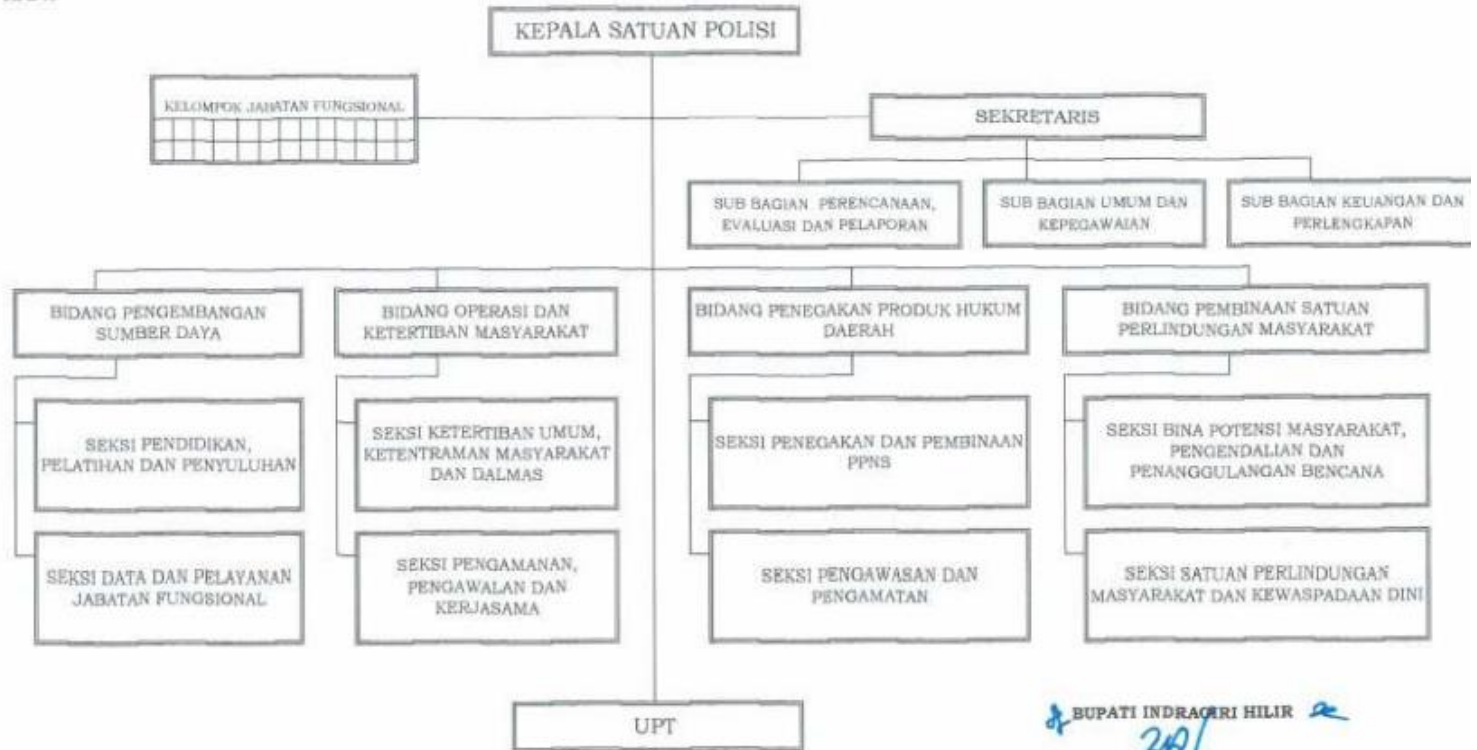 KEPALA SATUAN POLISI
KELOMPOK JABATAN FUNGSIONAL
SEKRETARIS
SUB BAGIAN PERENCANAAN,
EVALUASI DAN PELAPORAN
SUB BAGIAN UMUM DAN
KEPEGAWAIAN
SUB BAGIAN KEUANGAN DAN
PERLENGKAPAN
BIDANG PENGEMBANGAN
SUMBER DAYA
BIDANG OPERASI DAN
KETERTIBAN MASYARAKAT
BIDANG PENEGAKAN PRODUK HUKUM
DAERAH
BIDANG PEMBINAAN SATUAN
PERLINDUNGAN MASYARAKAT
SEKSI PENDIDIKAN,
PELATIHAN DAN PENYULUHAN
SEKSI KETERTIBAN UMUM,
KETENTRAMAN MASYARAKAT
DAN DALMAS
SEKSI PENEGAKAN DAN PEMBINAAN
PPNS
SEKSI BINA POTENSI MASYARAKAT,
PENGENDALIAN DAN
PENANGGULANGAN BENCANA
SEKSI DATA DAN PELAYANAN
JABATAN FUNGSIONAL
SEKSI PENGAMANAN,
PENGAWALAN DAN
KERJASAMA
SEKSI PENGAWASAN DAN
PENGAMATAN
SEKSI SATUAN PERLINDUNGAN
MASYARAKAT DAN KEWASPADAAN DINI
UPT
BUPATI INDRAGIRI HILIR